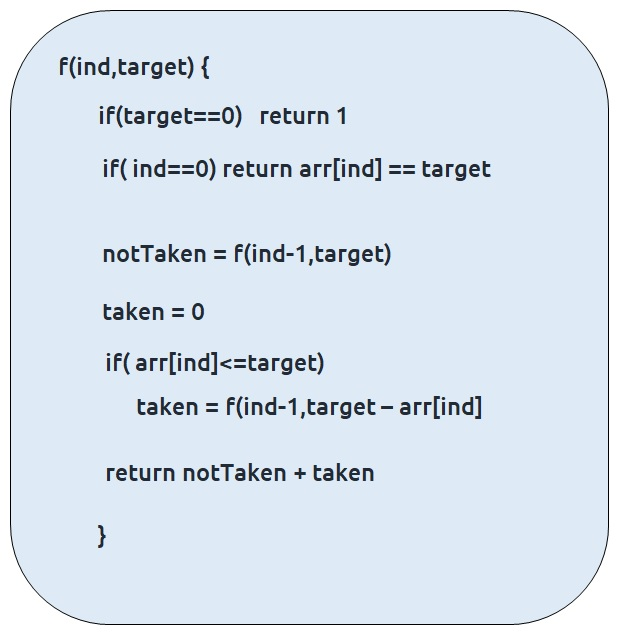 f(ind,target) {
if(target==0)   return 1
if( ind==0) return arr[ind] == target
notTaken = f(ind-1,target)
taken = 0
if( arr[ind]<=target)
taken = f(ind-1,target – arr[ind]
return notTaken + taken
}